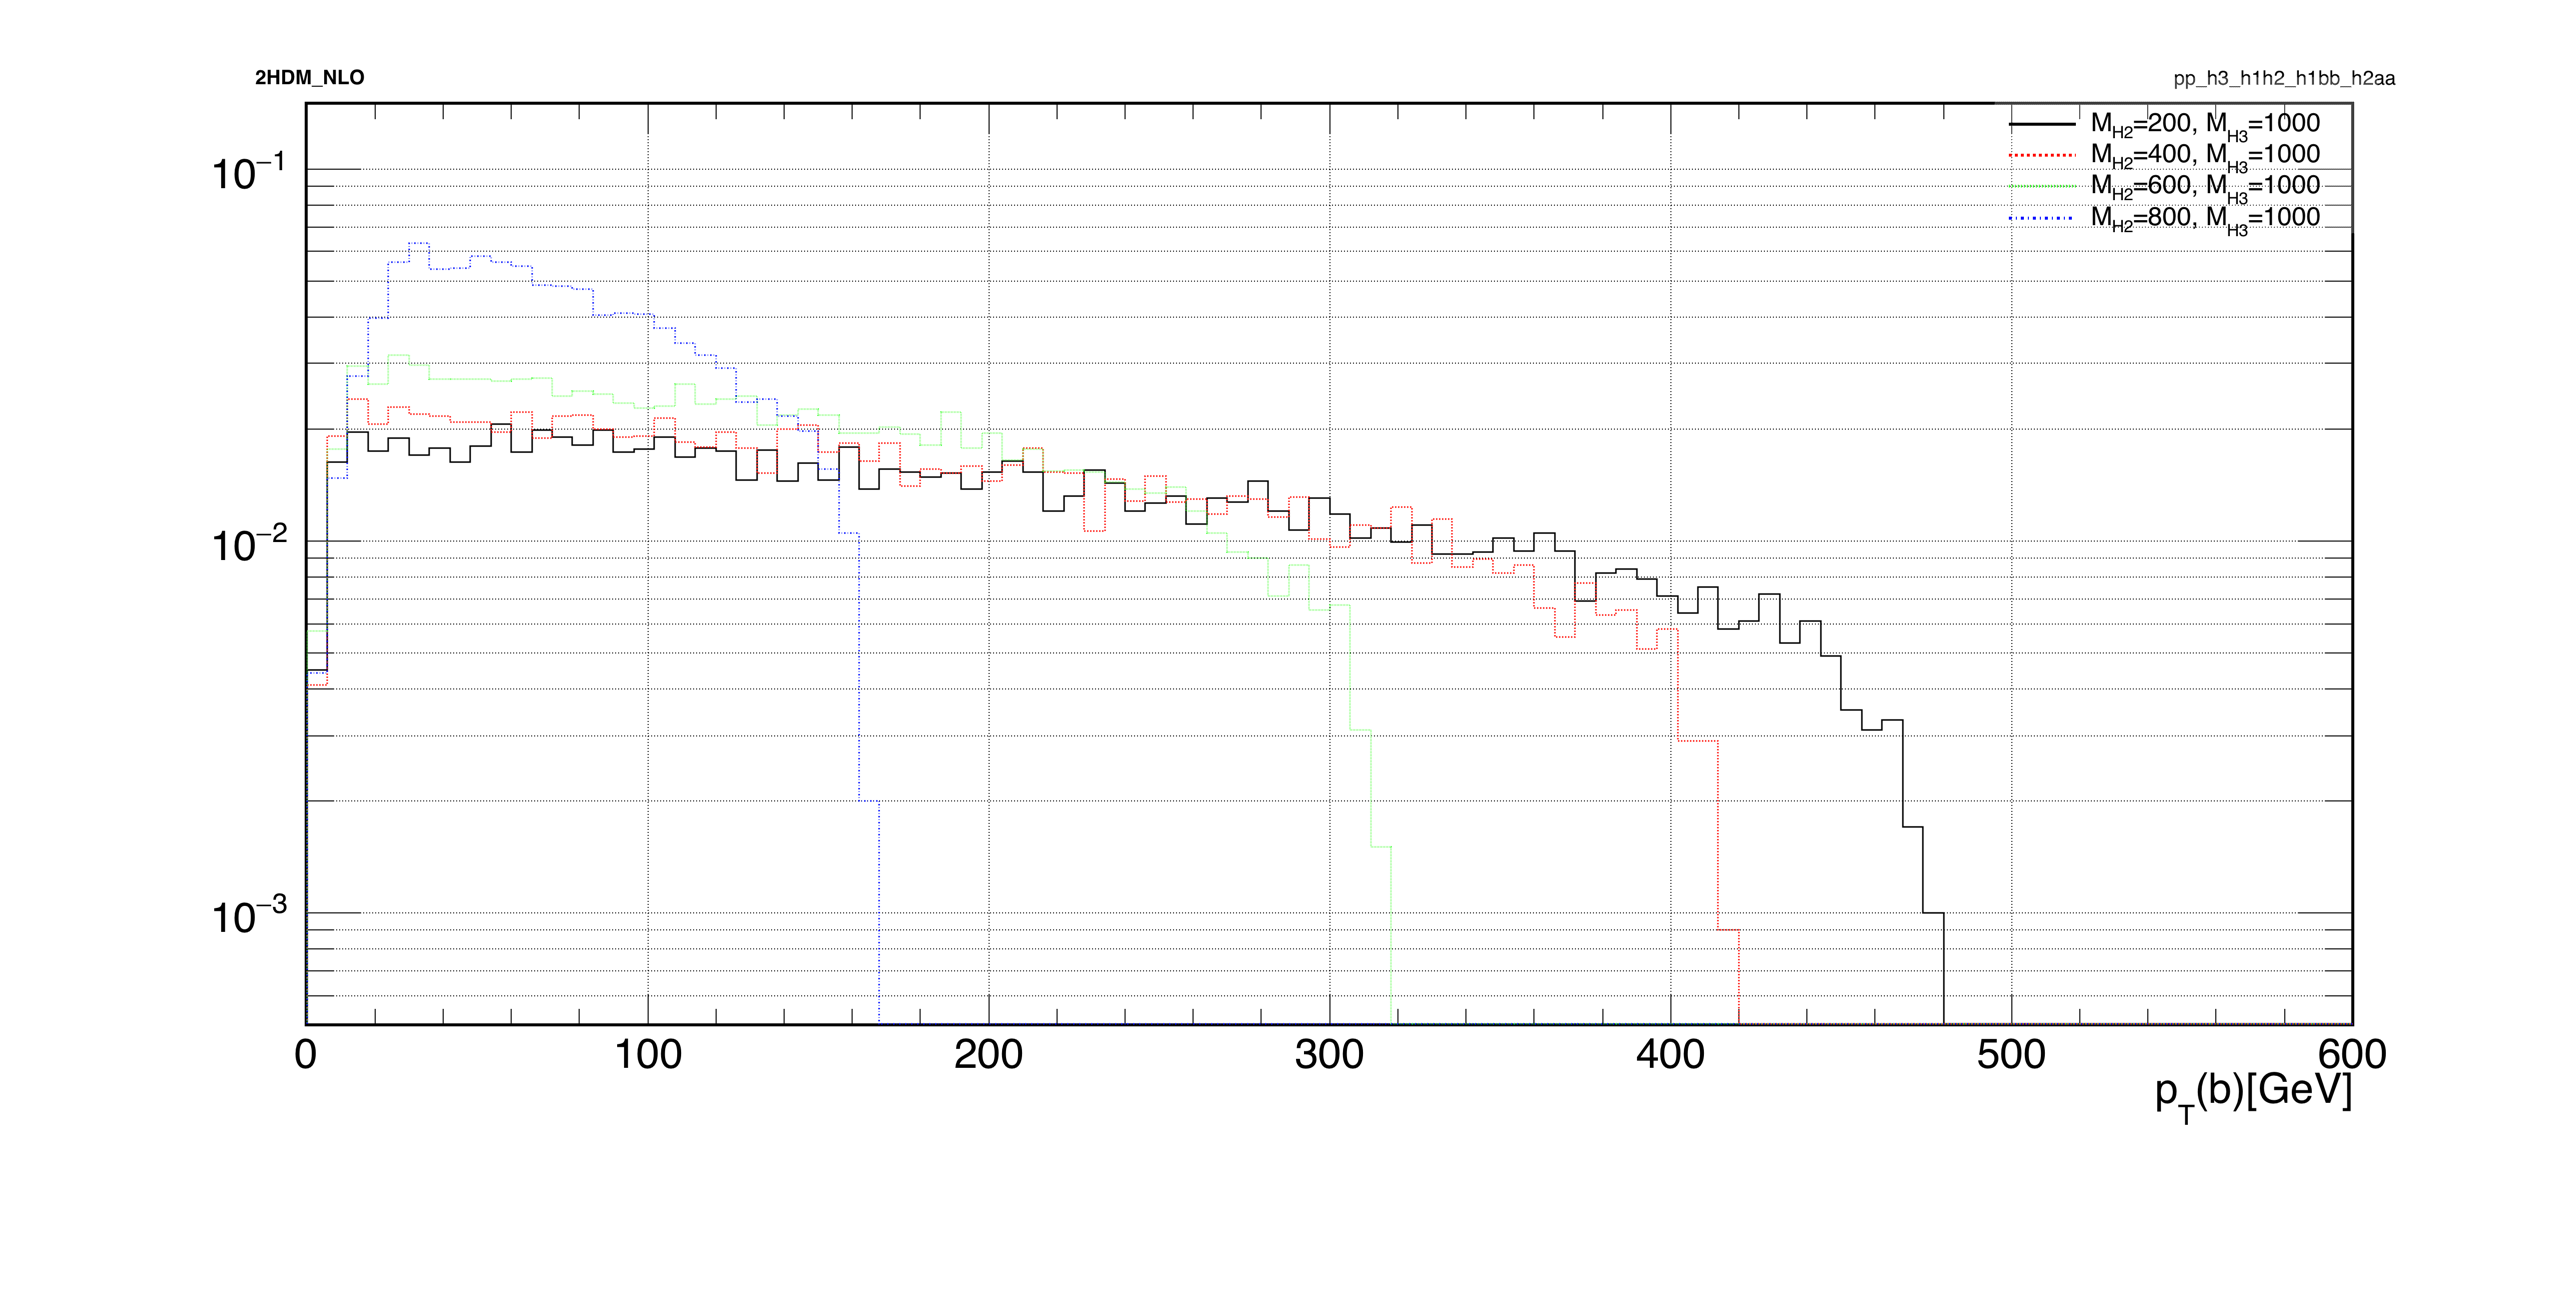 2HDM_NLO
pp_h3_h1h2_h1bb_h2aa
M_H2=200, M_H3=1000
M_H2=400, M_H3=1000
M_H2=600, M_H3=1000
M_H2=800, M_H3=1000
10^−1
10^−2
10^−3
0 100 200 300 400 500 600
p_T(b)[GeV]